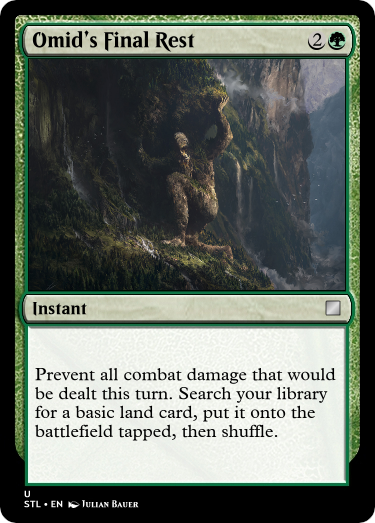 Omid's Final Rest 2
Instant
Prevent all combat damage that would
be dealt this turn. Search your library
for a basic land card, put it onto the
battlefield tapped, then shuffle.
U
STL • EN Julian Bauer